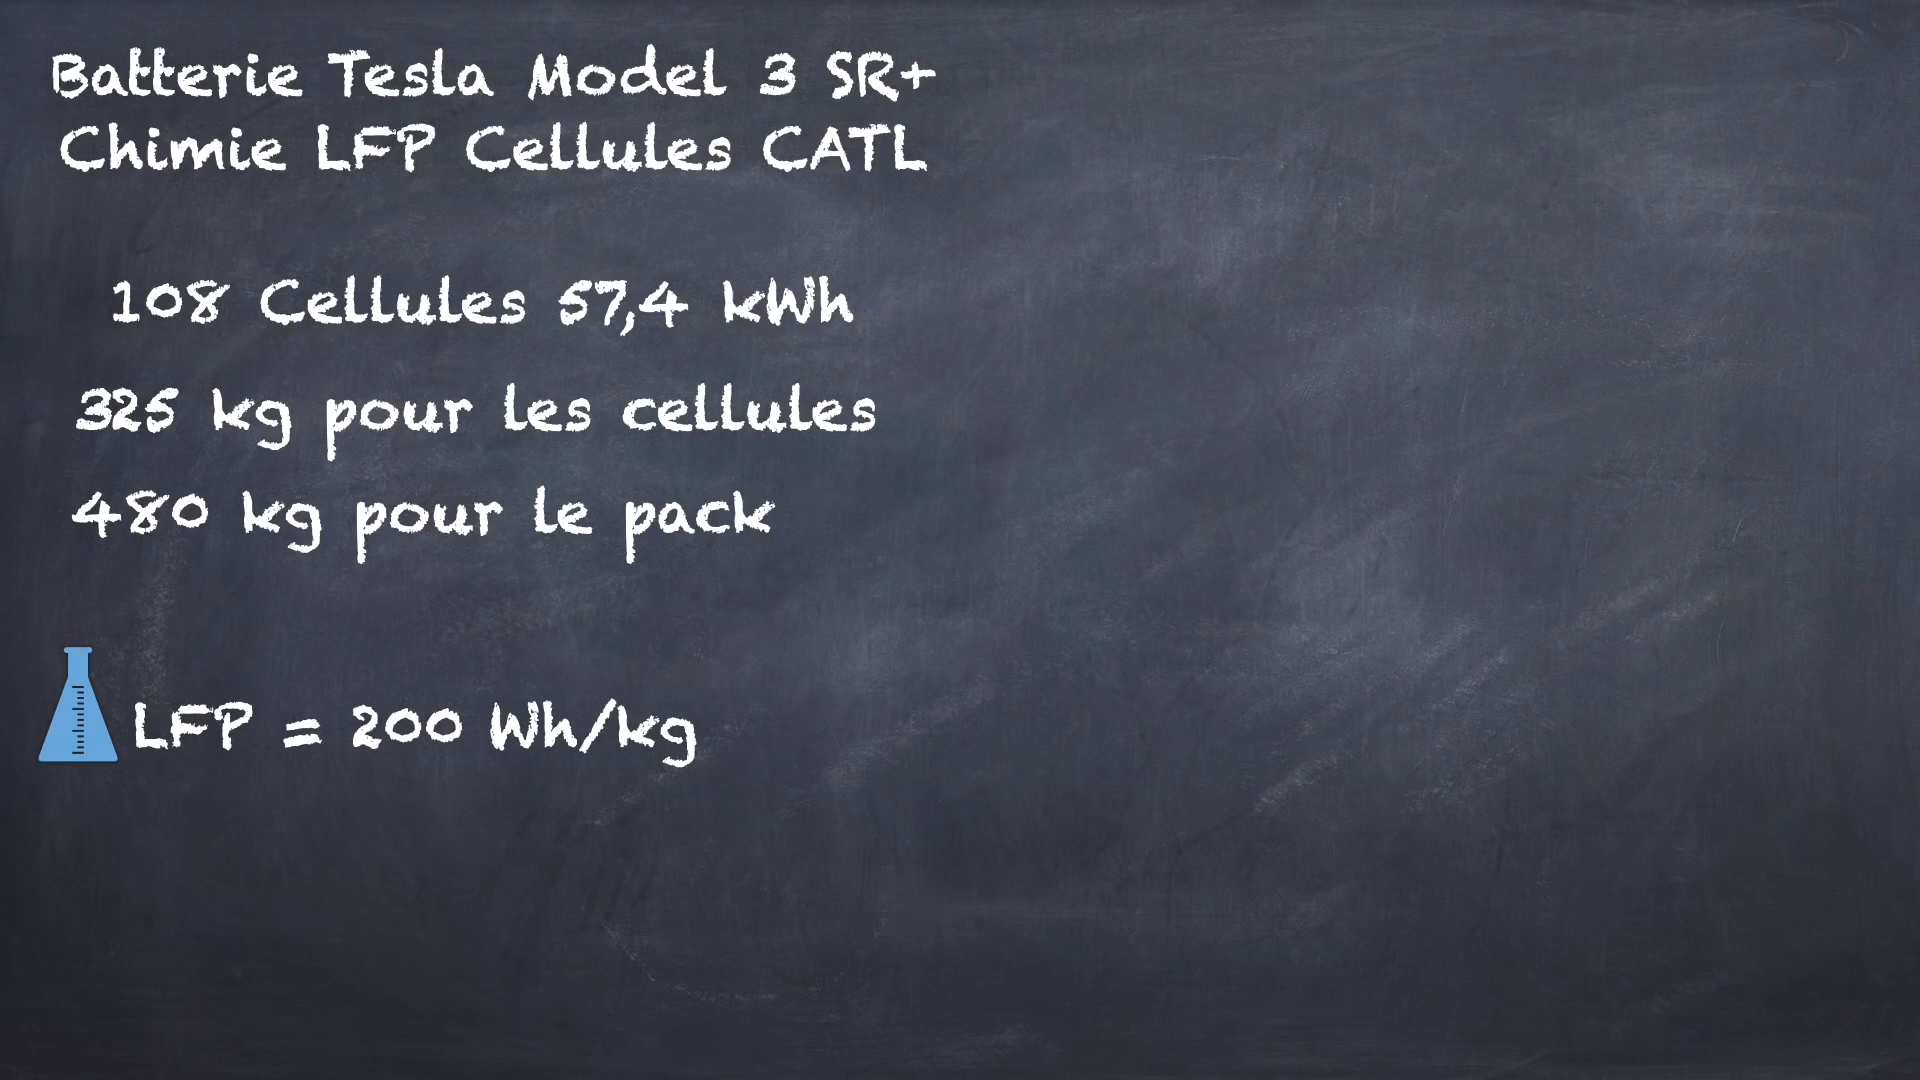 Batterie Tesla Model 3 SR+
Chimie LFP Cellules CATL
108 Cellules 57,4 kWh
325 kg pour les cellules
480 kg pour le pack
LFP = 200 Wh/kg